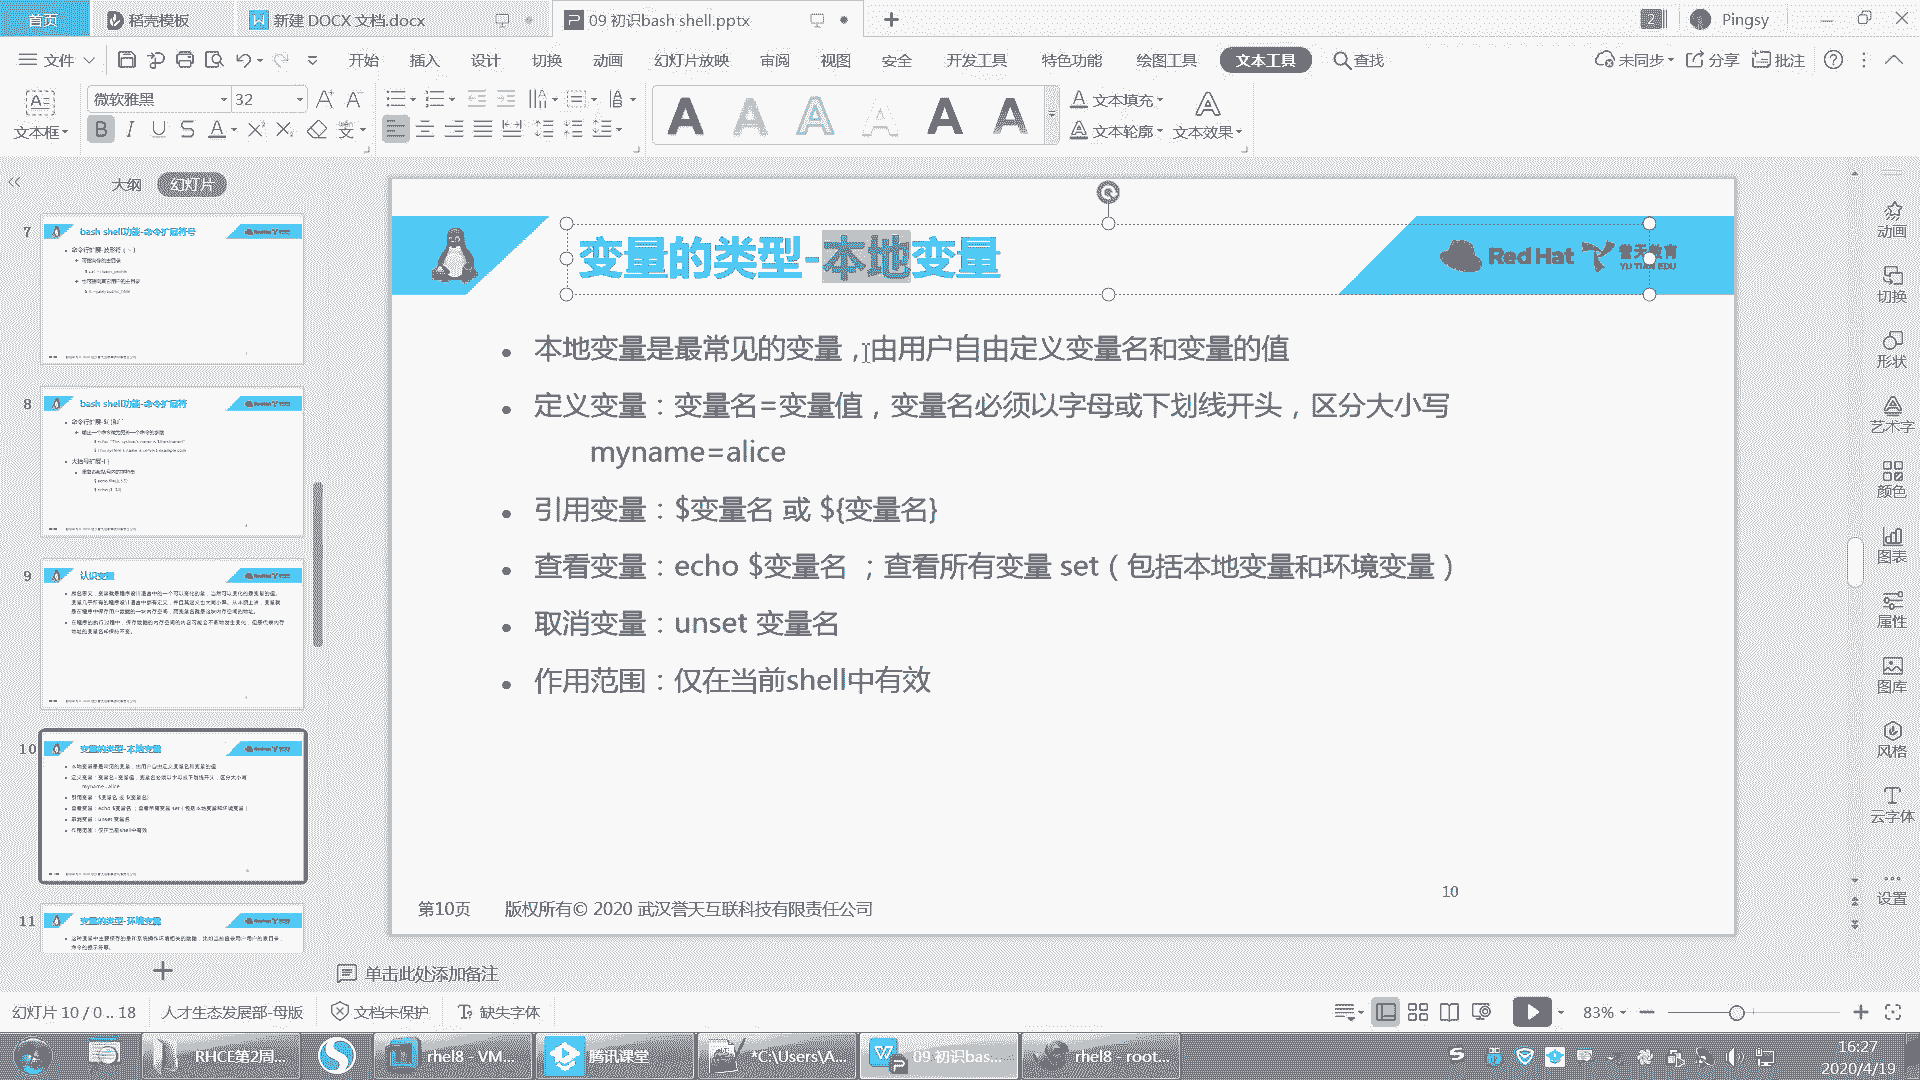 首页
稻壳模板
新建 DOCX 文档.docx
09 初识bash shell.pptx
2
Pingsy
文件
开始
插入
设计
切换
动画
幻灯片放映
审阅
视图
安全
开发工具
特色功能
绘图工具
文本工具
查找
未同步
分享
批注
文本框
微软雅黑
32
文本填充
文本轮廓
文本效果
大纲
幻灯片
7
bash shell功能-命令扩展符号
8
bash shell功能-命令扩展符
9
认识变量
10
变量的类型-本地变量
11
变量的类型-环境变量
变量的类型-本地变量
Red Hat
誉天教育
YU TIAN EDU
本地变量是最常见的变量，由用户自由定义变量名和变量的值
定义变量：变量名=变量值，变量名必须以字母或下划线开头，区分大小写
myname=alice
引用变量：$变量名 或 ${变量名}
查看变量：echo $变量名 ；查看所有变量 set（包括本地变量和环境变量）
取消变量：unset 变量名
作用范围：仅在当前shell中有效
10
第10页
版权所有© 2020 武汉誉天互联科技有限责任公司
动画
切换
形状
艺术字
颜色
图表
属性
图库
风格
云字体
设置
单击此处添加备注
幻灯片 10 / 0 .. 18
人才生态发展部-母版
文档未保护
缺失字体
83%
RHCE第2周...
rhel8 - VM...
腾讯课堂
*C:\Users\A...
09 初识bas...
rhel8 - root...
16:27
2020/4/19